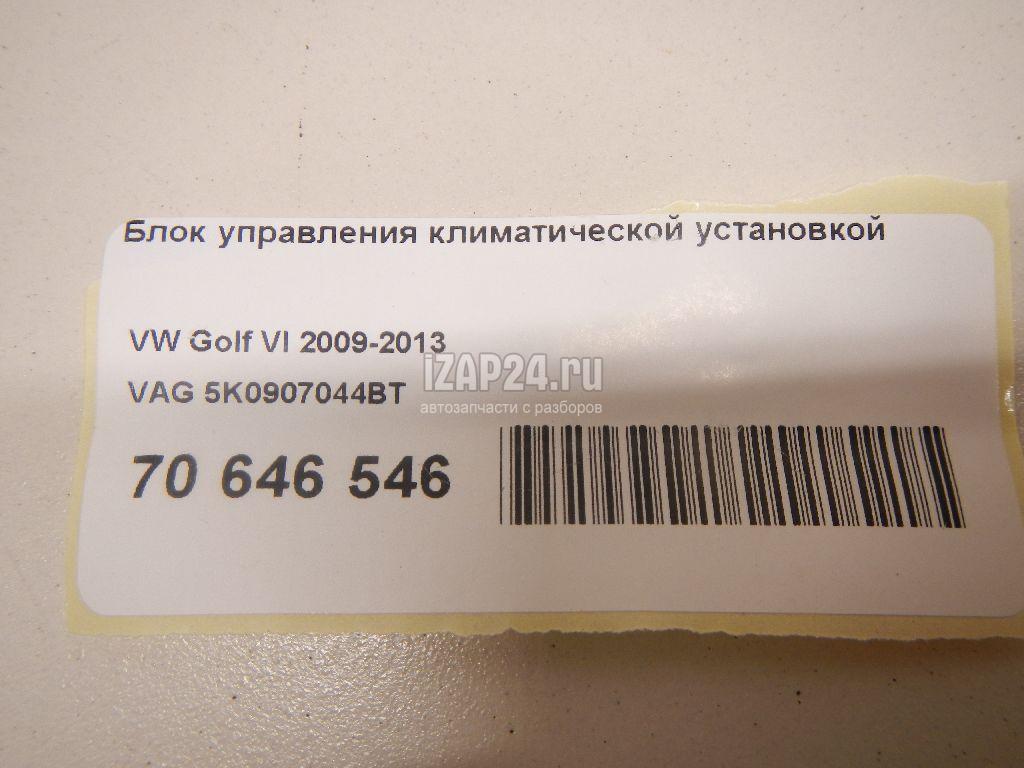 Блок управления климатической установкой
VW Golf VI 2009-2013
iZAP24.ru
VAG 5K0907044BT
автозапчасти с разборов
70 646 546